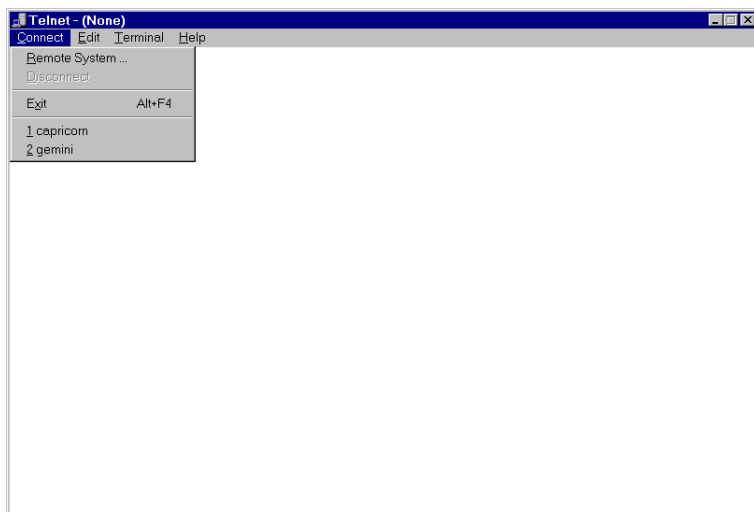 Telnet - (None)
Connect Edit Terminal Help
Remote System ...
Disconnect
Exit Alt+F4
1 capricorn
2 gemini